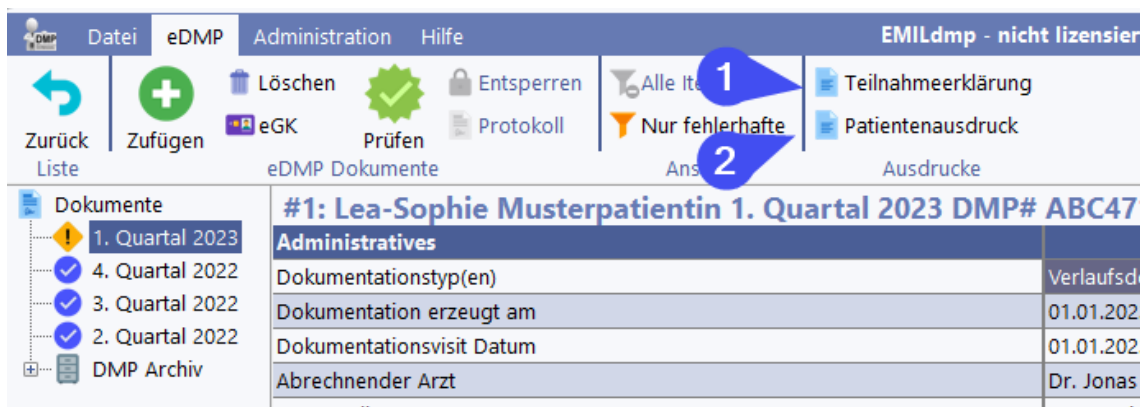 DMP Datei eDMP Administration Hilfe EMILdmp - nicht lizensier
Löschen Entsperren Alle 1 Teilnahmeerklärung
Zurück Zufügen eGK Prüfen Protokoll Nur fehlerhafte Patientenausdruck
Liste eDMP Dokumente 2 Ausdrucke
Dokumente #1: Lea-Sophie Musterpatientin 1. Quartal 2023 DMP# ABC47
1. Quartal 2023 Administratives
4. Quartal 2022 Dokumentationstyp(en) Verlaufsd
3. Quartal 2022 Dokumentation erzeugt am 01.01.202
2. Quartal 2022 Dokumentationsvisit Datum 01.01.202
DMP Archiv Abrechnender Arzt Dr. Jonas